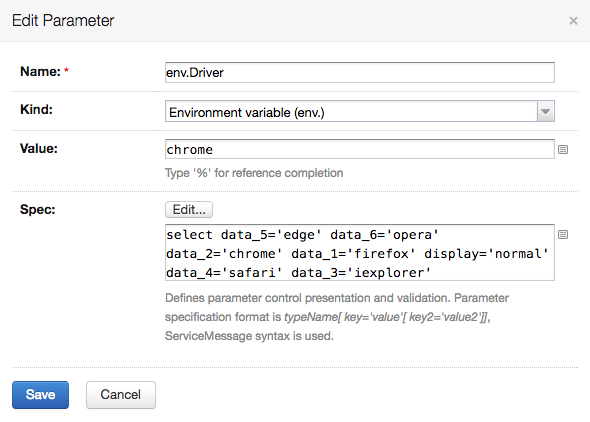 Edit Parameter ×
Name: * env.Driver
Kind: Environment variable (env.)
Value: chrome
Type '%' for reference completion
Spec: Edit...
select data_5='edge' data_6='opera'
data_2='chrome' data_1='firefox' display='normal'
data_4='safari' data_3='iexplorer'
Defines parameter control presentation and validation. Parameter
specification format is typeName[ key='value'[ key2='value2']],
ServiceMessage syntax is used.
Save Cancel